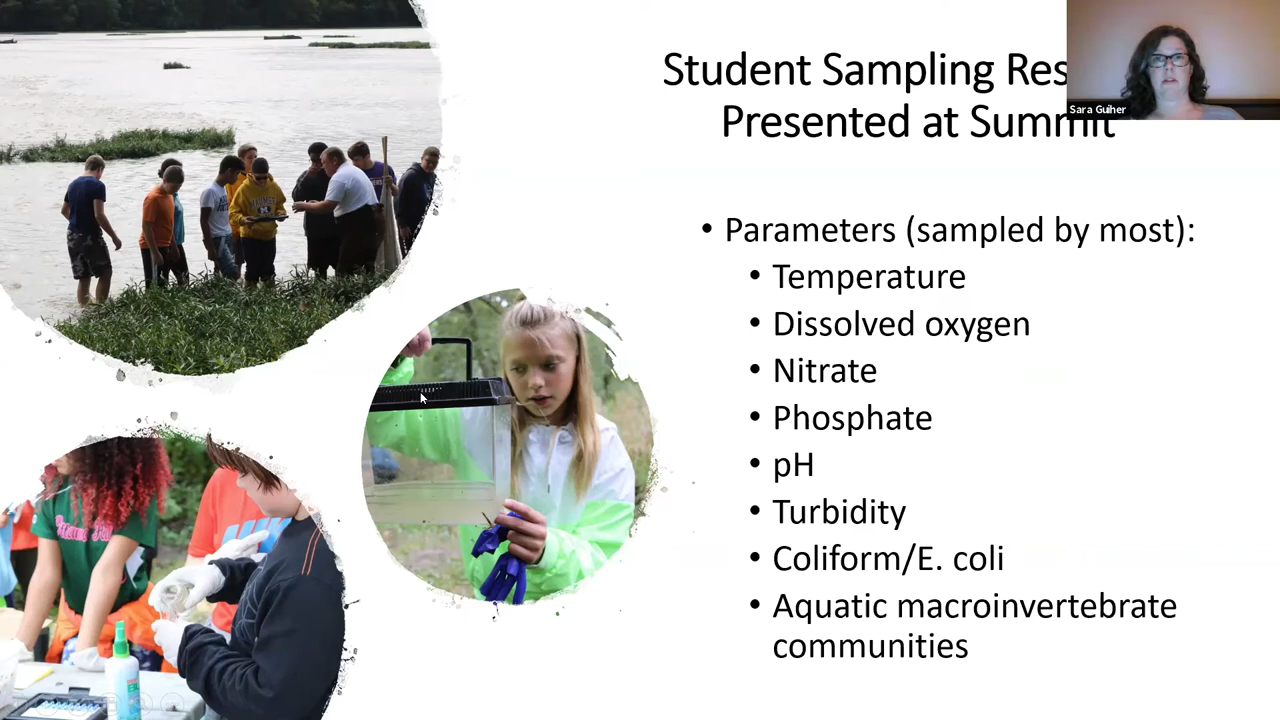 Student Sampling Res
Presented at Summit
Sara Guiher
• Parameters (sampled by most):
• Temperature
• Dissolved oxygen
• Nitrate
• Phosphate
• pH
• Turbidity
• Coliform/E. coli
• Aquatic macroinvertebrate
communities